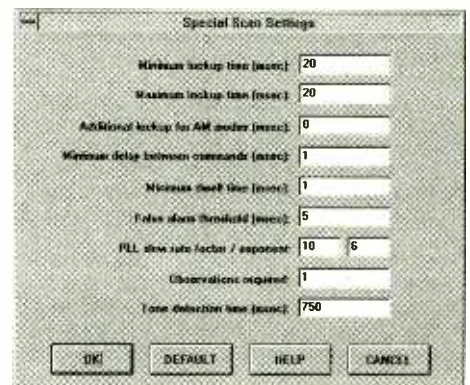 Special Scan Settings
Minimum lockup time (msec): 20
Maximum lockup time (msec): 20
Additional lockup for AM modes (msec): 0
Minimum delay between commands (msec): 1
Minimum dwell time (msec): 1
False alarm threshold (msec): 5
PLL slew rate factor / exponent: 10 6
Observations required: 1
Tone detection time (msec): 750
OK DEFAULT HELP CANCEL